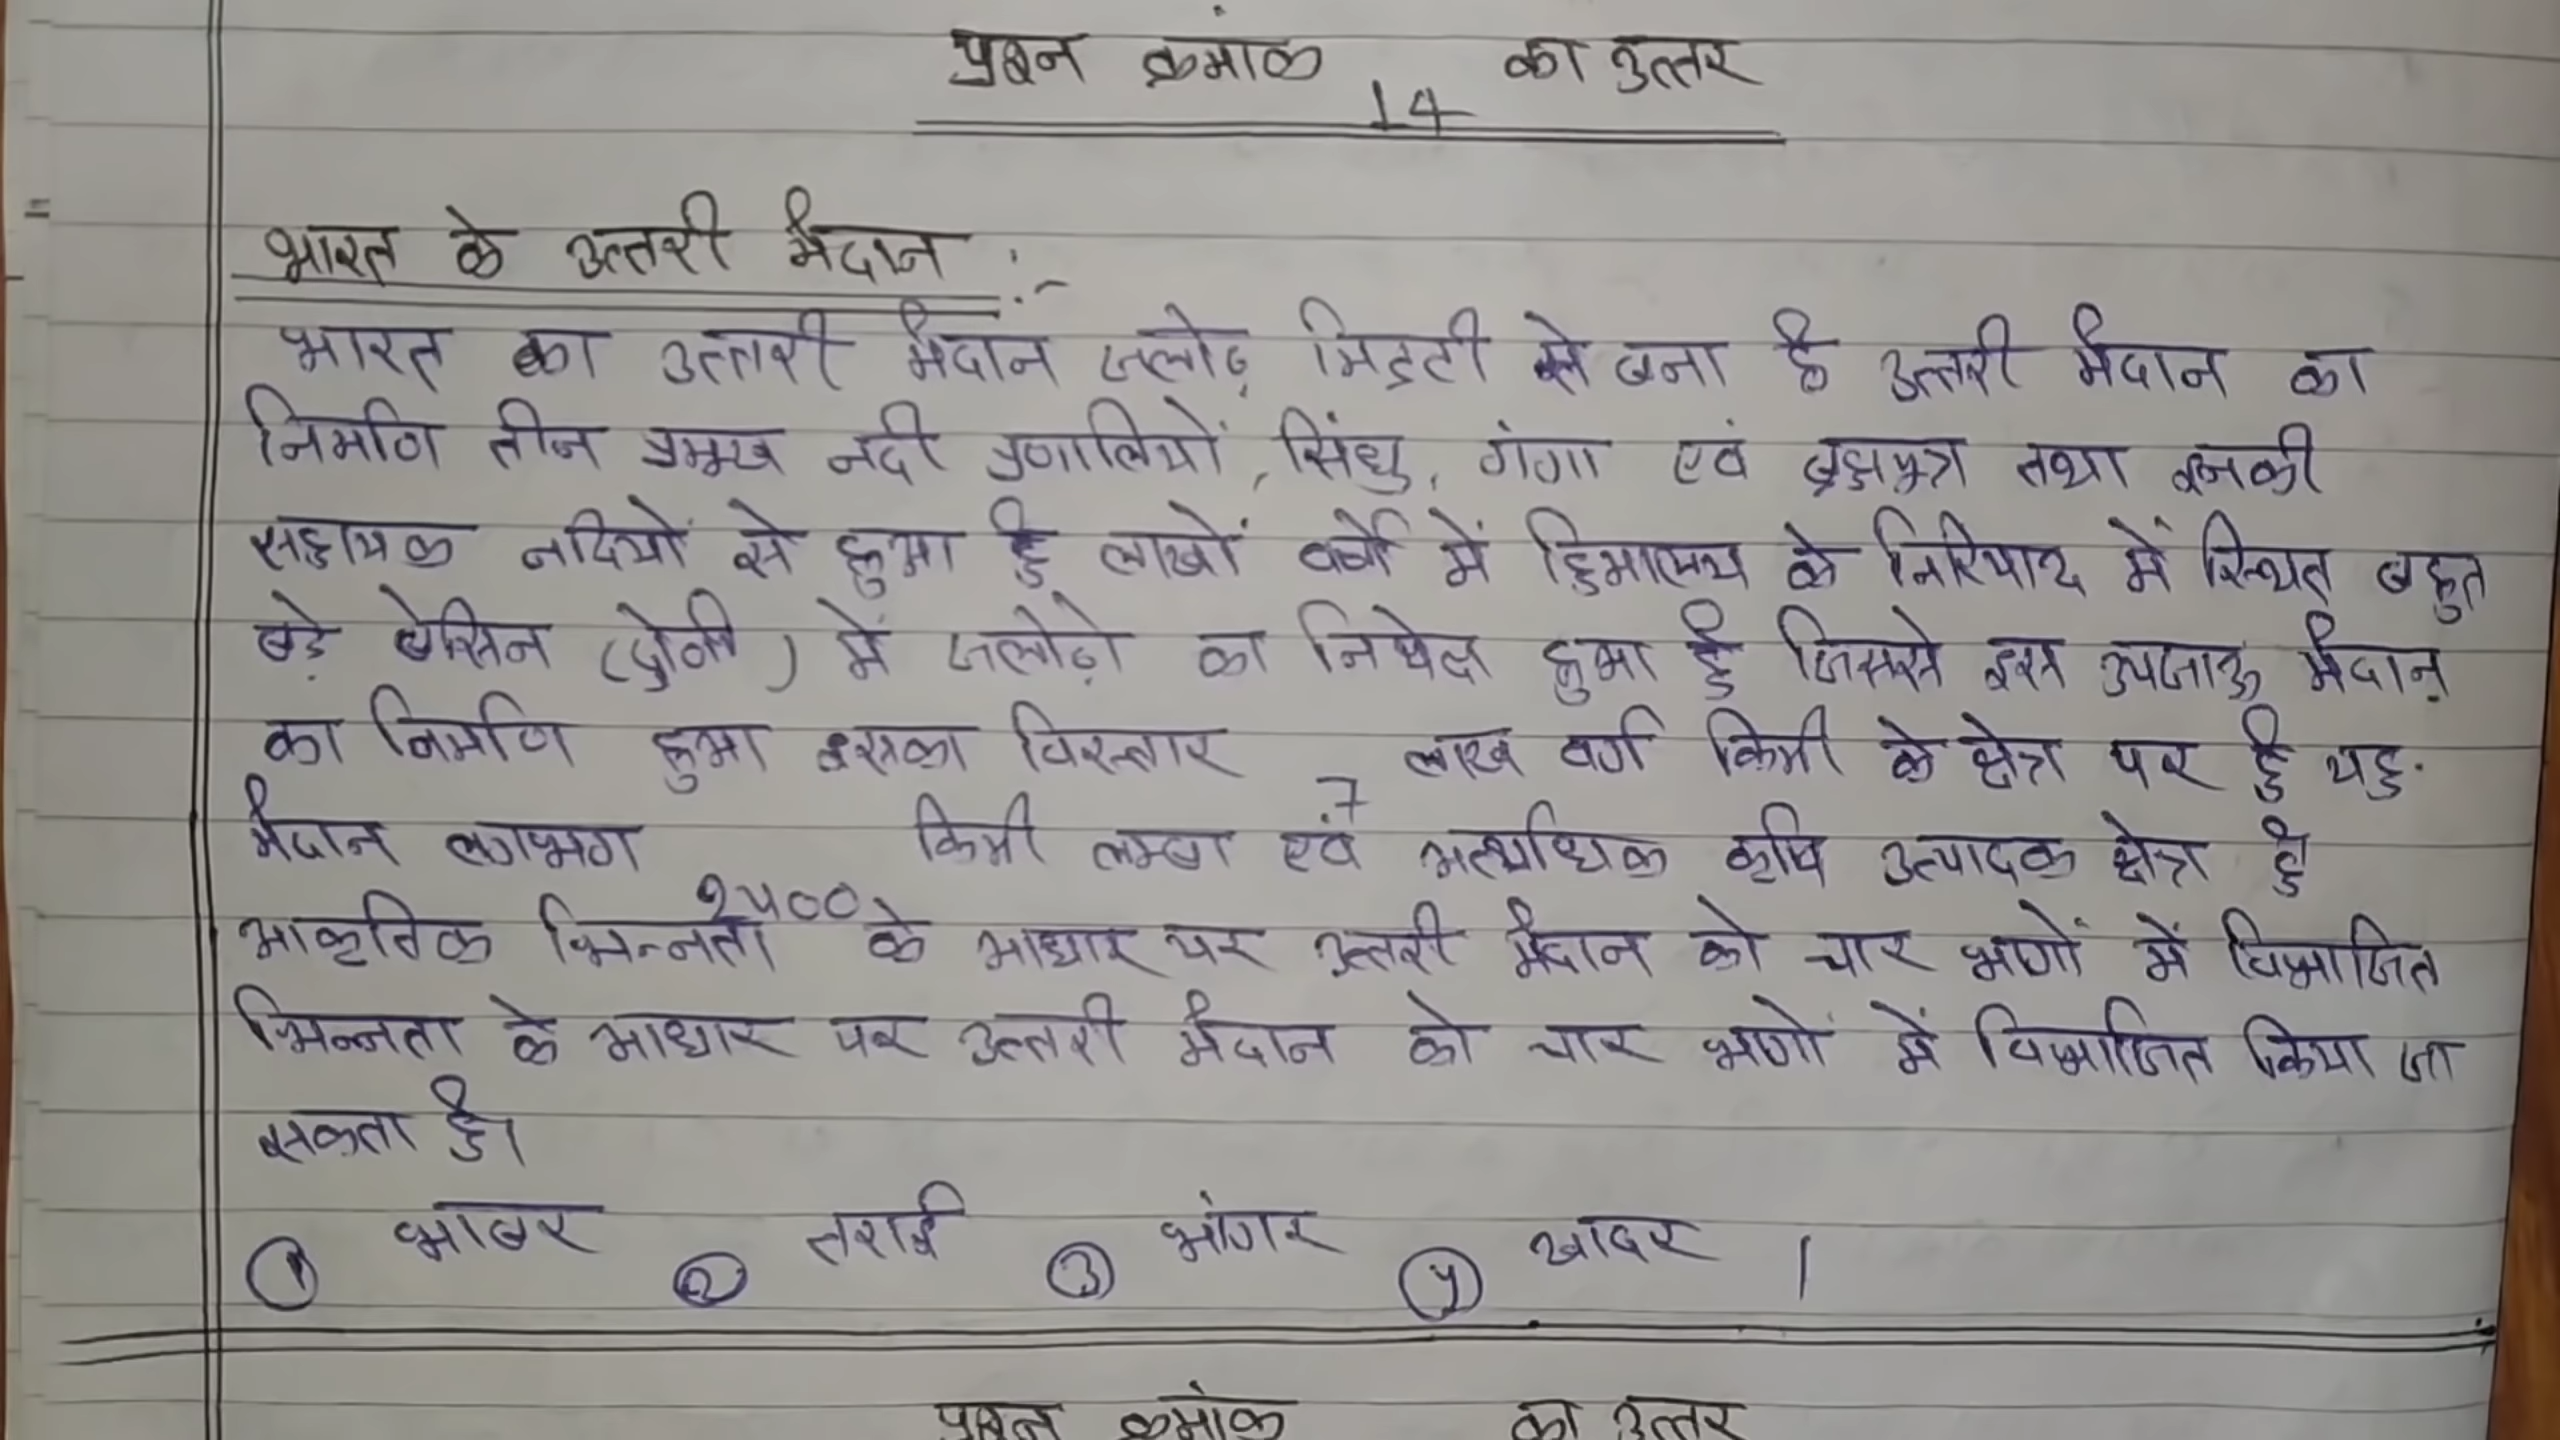 प्रश्न क्रमांक 14 का उत्तर
भारत के उत्तरी मैदान :-
भारत का उत्तरी मैदान जलोढ़ मिट्टी से बना है उत्तरी मैदान का
निर्माण तीन प्रमुख नदी प्रणालियों, सिंधु, गंगा एवं ब्रह्मपुत्र तथा इनकी
सहायक नदियों से हुआ है लाखों वर्षो में हिमालय के गिरिपाद में स्थित बहुत
बड़े बेसिन (द्रोणी) में जलोढ़ो का निक्षेप हुआ है जिससे इस उपजाऊ मैदान
का निर्माण हुआ इसका विस्तार 7 लाख वर्ग किमी के क्षेत्र पर है यह
मैदान लगभग २५०० किमी लम्बा एवं अत्यधिक कृषि उत्पादक क्षेत्र है
आकृतिक भिन्नता के आधार पर उत्तरी मैदान को चार भागों में विभाजित
भिन्नता के आधार पर उत्तरी मैदान को चार भागों में विभाजित किया जा
सकता है।
① भाबर ② तराई ③ भांगर ④ खादर ।
प्रश्न क्रमांक का उत्तर